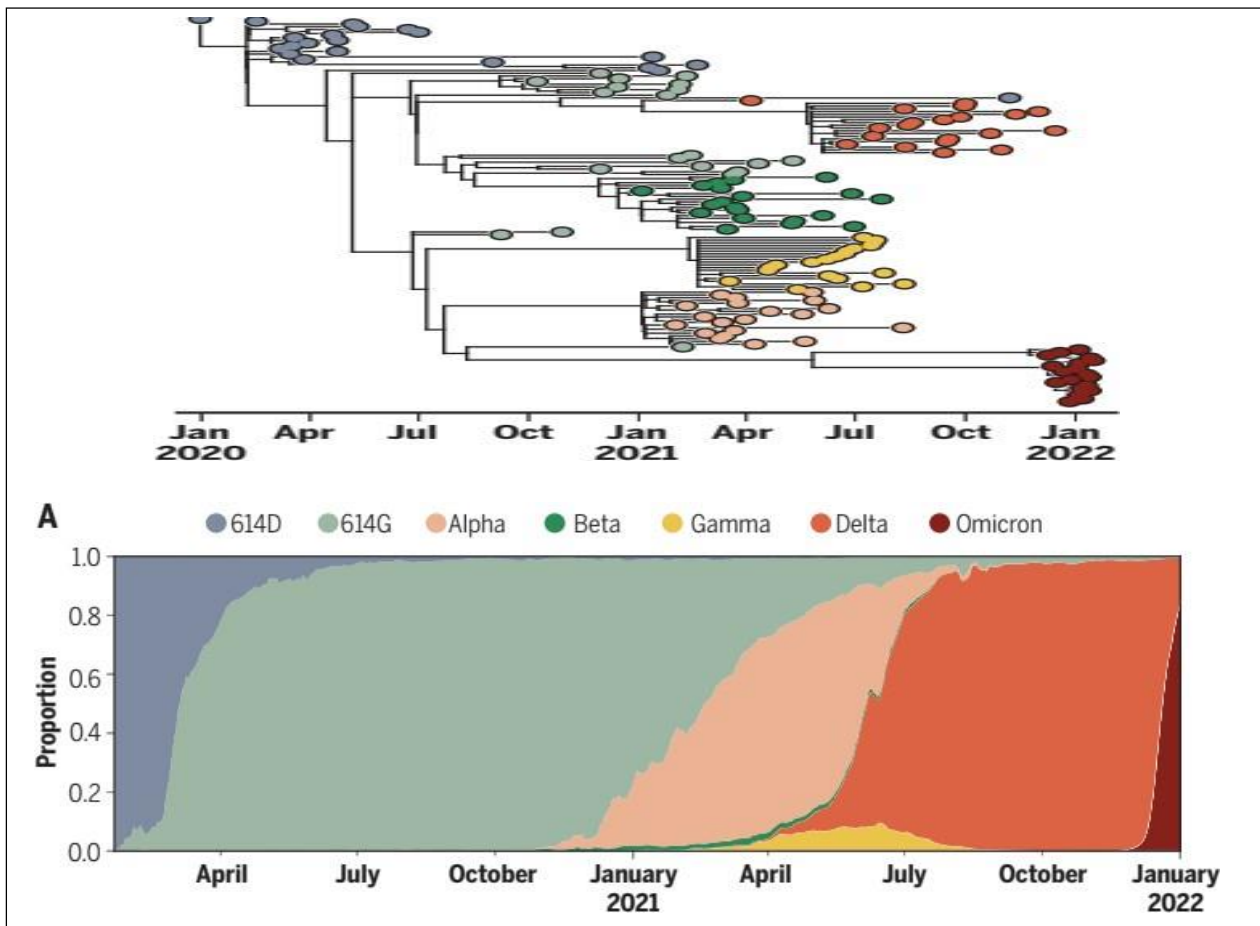 Jan Apr Jul Oct Jan Apr Jul Oct Jan
2020 2021 2022
A
614D 614G Alpha Beta Gamma Delta Omicron
1.0
0.8
0.6
0.4
0.2
0.0
Proportion
April July October January April July October January
2021 2022